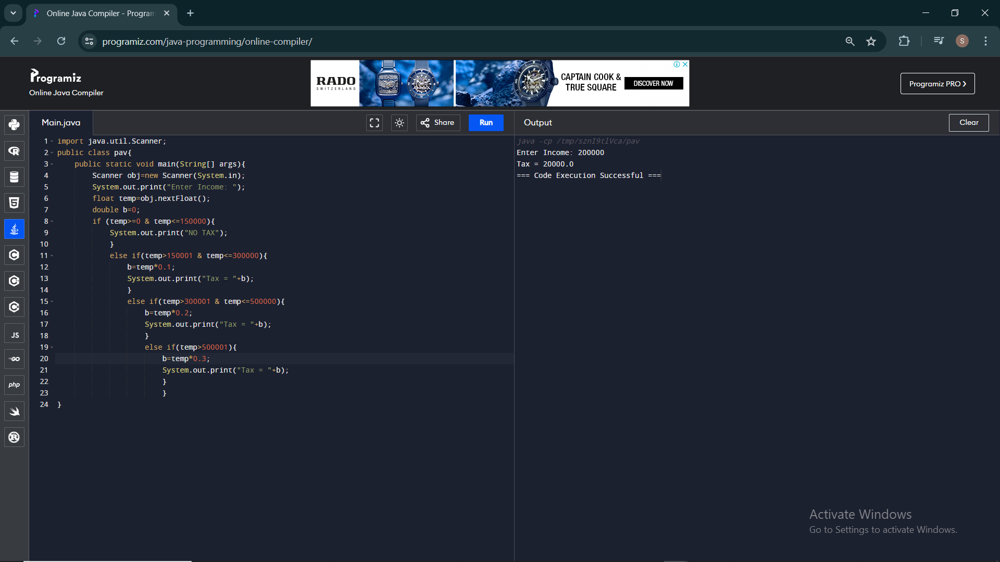 Online Java Compiler - Program
programiz.com/java-programming/online-compiler/
S
Programiz
Online Java Compiler
RADO
SWITZERLAND
CAPTAIN COOK &
TRUE SQUARE
DISCOVER NOW
Programiz PRO >
Main.java
Share
Run
Output
Clear
1 import java.util.Scanner;
2 public class pav{
3 public static void main(String[] args){
4 Scanner obj=new Scanner(System.in);
5 System.out.print("Enter Income: ");
6 float temp=obj.nextFloat();
7 double b=0;
8 if (temp>=0 & temp<=150000){
9 System.out.print("NO TAX");
10 }
11 else if(temp>150001 & temp<=300000){
12 b=temp*0.1;
13 System.out.print("Tax = "+b);
14 }
15 else if(temp>300001 & temp<=500000){
16 b=temp*0.2;
17 System.out.print("Tax = "+b);
18 }
19 else if(temp>500001){
20 b=temp*0.3;
21 System.out.print("Tax = "+b);
22 }
23 }
24 }
java -cp /tmp/sznI9tlVca/pav
Enter Income: 200000
Tax = 20000.0
=== Code Execution Successful ===
JS
GO
php
Activate Windows
Go to Settings to activate Windows.